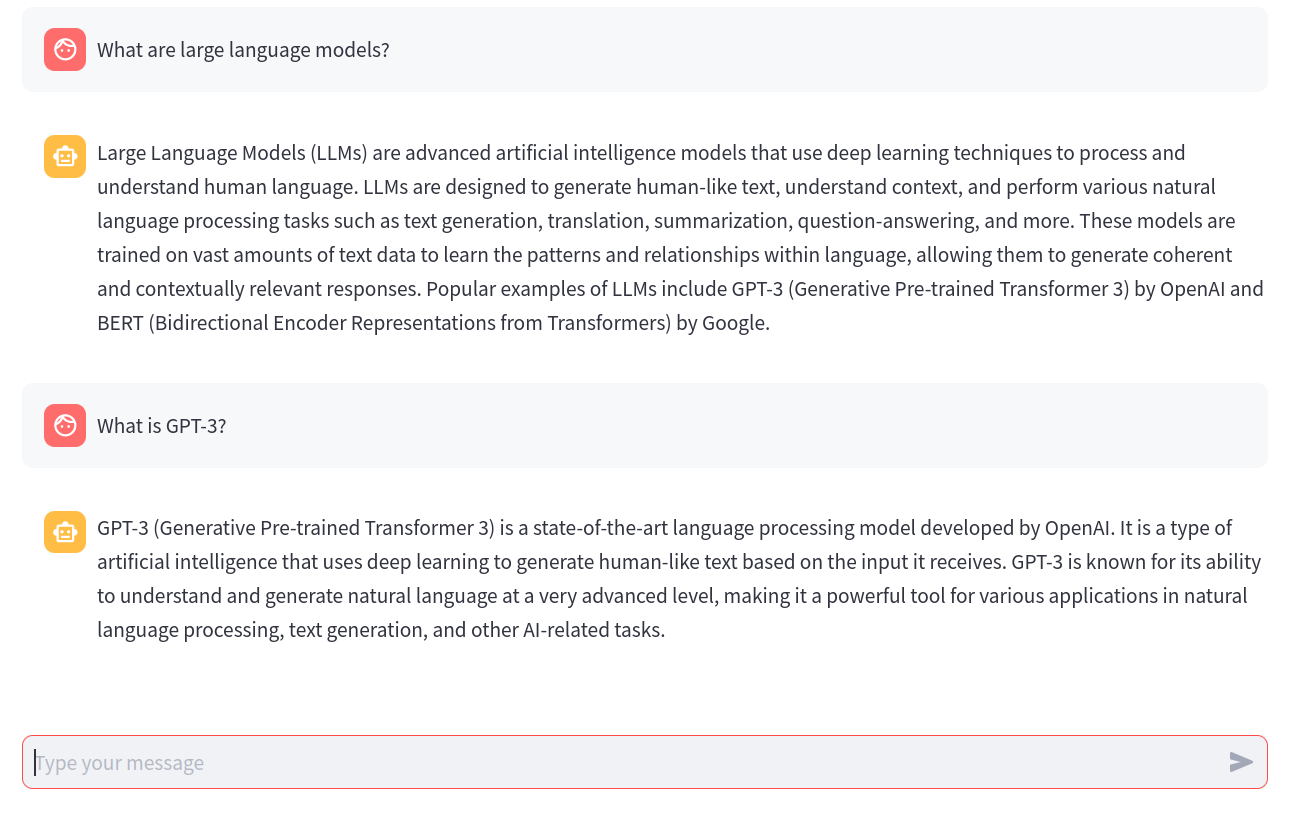 What are large language models?
Large Language Models (LLMs) are advanced artificial intelligence models that use deep learning techniques to process and
understand human language. LLMs are designed to generate human-like text, understand context, and perform various natural
language processing tasks such as text generation, translation, summarization, question-answering, and more. These models are
trained on vast amounts of text data to learn the patterns and relationships within language, allowing them to generate coherent
and contextually relevant responses. Popular examples of LLMs include GPT-3 (Generative Pre-trained Transformer 3) by OpenAI and
BERT (Bidirectional Encoder Representations from Transformers) by Google.
What is GPT-3?
GPT-3 (Generative Pre-trained Transformer 3) is a state-of-the-art language processing model developed by OpenAI. It is a type of
artificial intelligence that uses deep learning to generate human-like text based on the input it receives. GPT-3 is known for its ability
to understand and generate natural language at a very advanced level, making it a powerful tool for various applications in natural
language processing, text generation, and other AI-related tasks.
Type your message